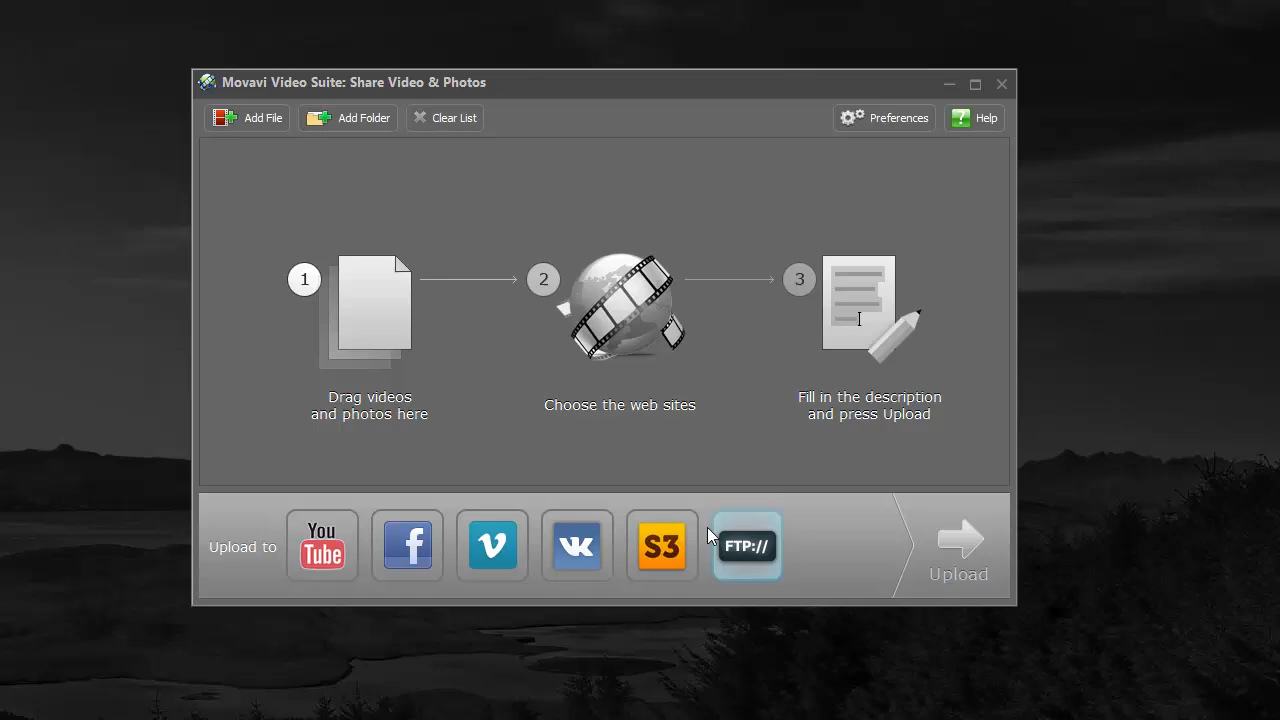 Movavi Video Suite: Share Video & Photos
Add File
Add Folder
Clear List
Preferences
? Help
1
2
3
Drag videos
and photos here
Choose the web sites
Fill in the description
and press Upload
Upload to
You
Tube
f
v
VK
S3
FTP://
Upload